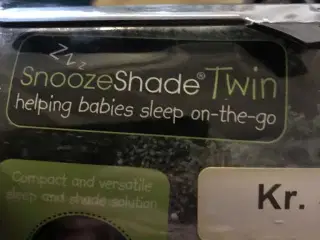 zzz
SnoozeShade® Twin
helping babies sleep on-the-go
Compact and versatile
sleep and shade solution
Kr.